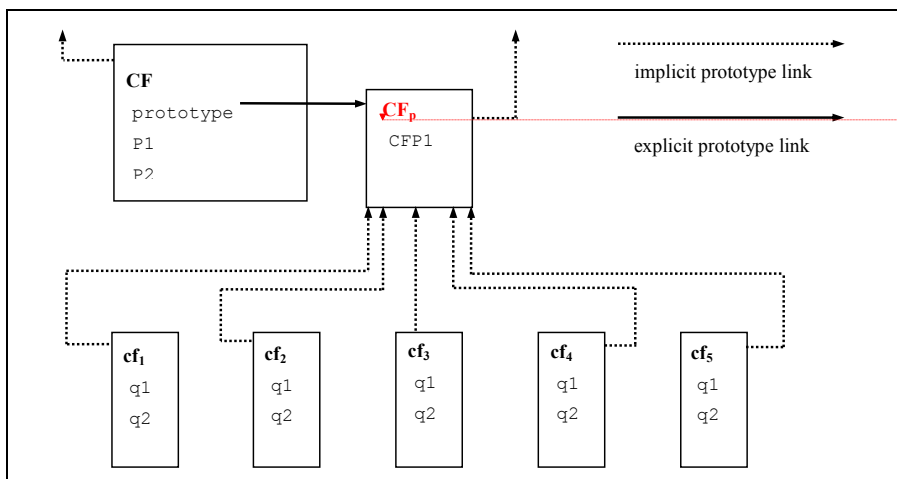 implicit prototype link
CF
CFₚ
prototype
P1
CFP1
explicit prototype link
P2
cf₁
cf₂
cf₃
cf₄
cf₅
q1
q1
q1
q1
q1
q2
q2
q2
q2
q2